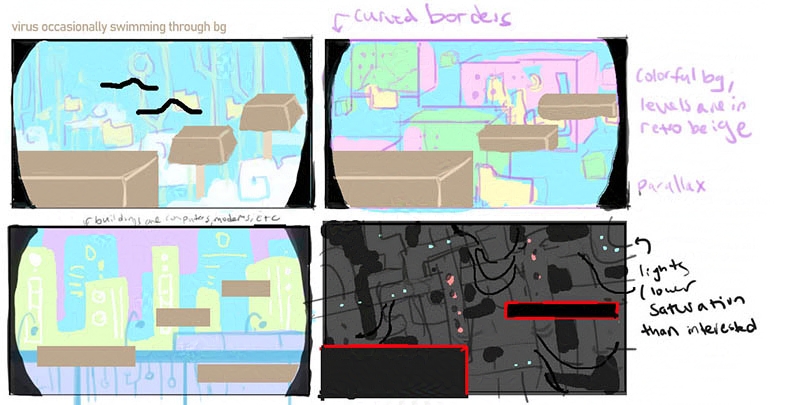 virus occasionally swimming through bg
curved borders
colorful bg,
levels are in
retro beige
parallax
buildings are computers, modems, etc
lights
(lower
saturation
than interested